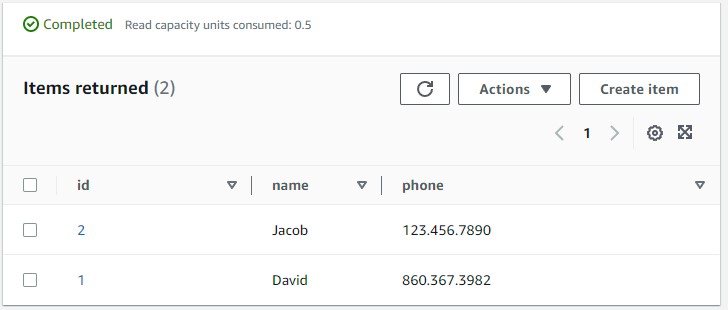 Completed Read capacity units consumed: 0.5
Items returned (2)
Actions Create item
1
id name phone
2 Jacob 123.456.7890
1 David 860.367.3982